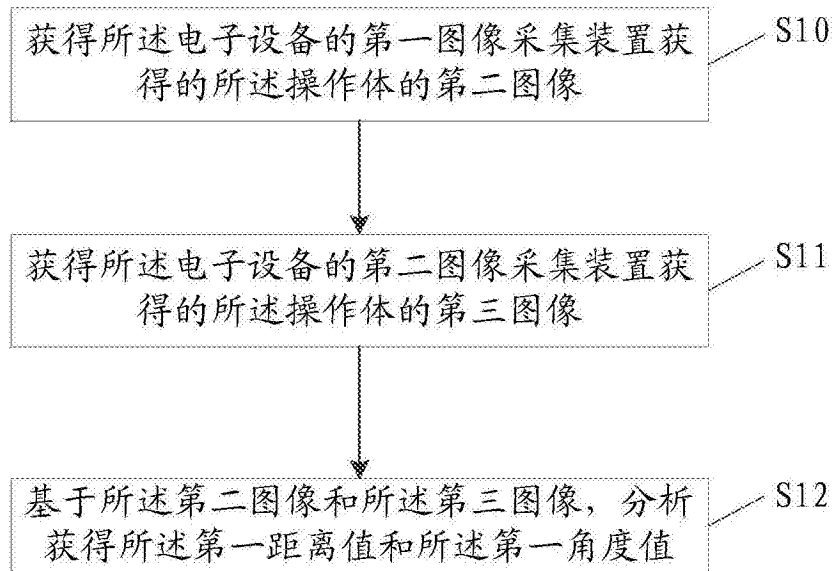 获得所述电子设备的第一图像采集装置获
得的所述操作体的第二图像
S10
获得所述电子设备的第二图像采集装置获
得的所述操作体的第三图像
S11
基于所述第二图像和所述第三图像，分析
获得所述第一距离值和所述第一角度值
S12